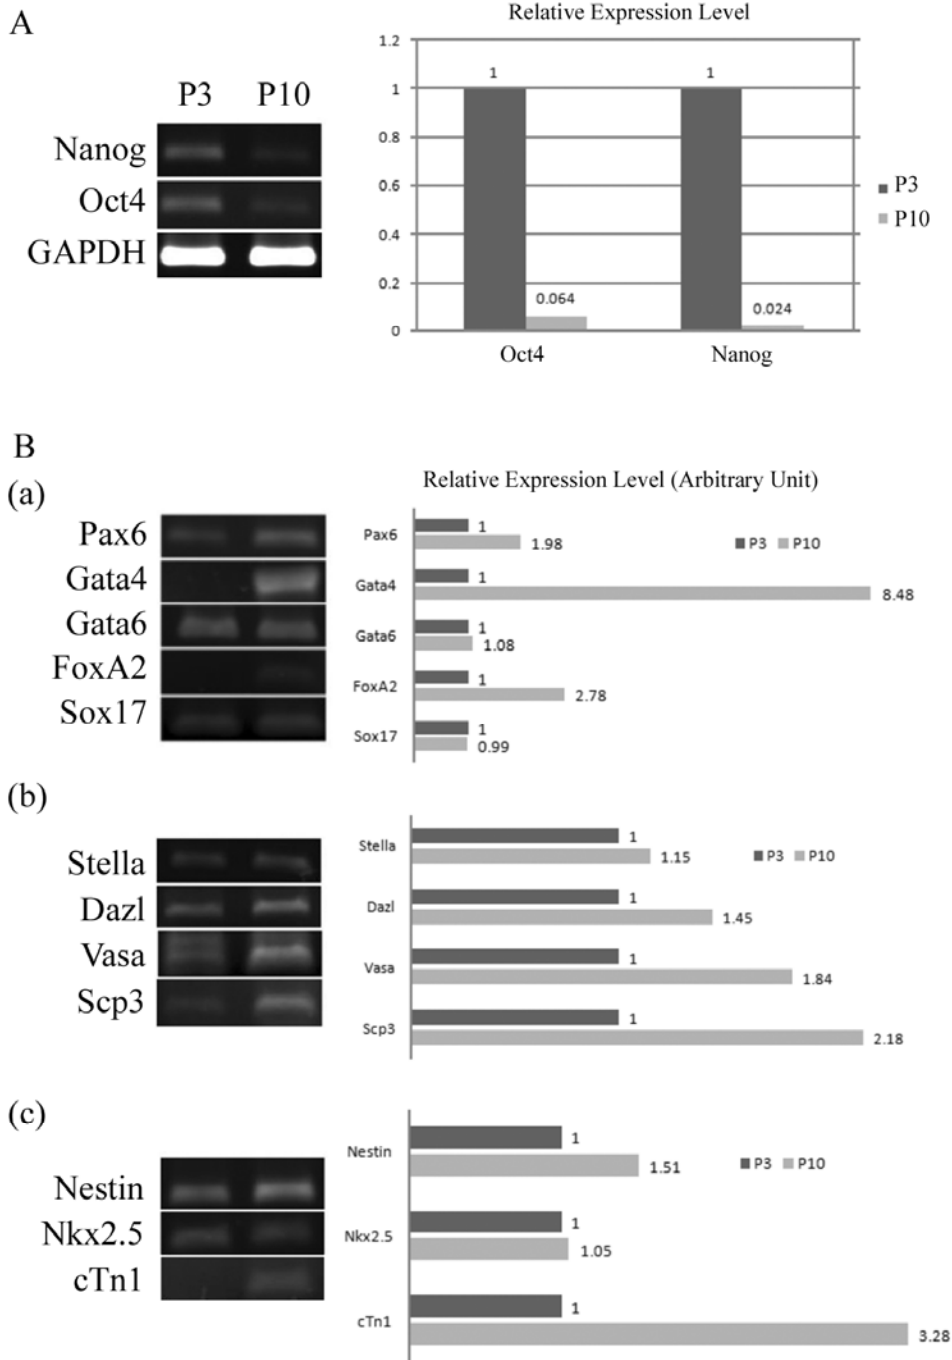 A
P3 P10
Nanog
Oct4
GAPDH
Relative Expression Level
1.2
1
0.8
0.6
0.4
0.2
0
1
0.064
1
0.024
Oct4 Nanog
P3
P10
B
(a)
Pax6
Gata4
Gata6
FoxA2
Sox17
Relative Expression Level (Arbitrary Unit)
Pax6 1
1.98
P3 P10
Gata4 1
8.48
Gata6 1
1.08
FoxA2 1
2.78
Sox17 1
0.99
(b)
Stella
Dazl
Vasa
Scp3
Stella 1
1.15
P3 P10
Dazl 1
1.45
Vasa 1
1.84
Scp3 1
2.18
(c)
Nestin
Nkx2.5
cTn1
Nestin 1
1.51
P3 P10
Nkx2.5 1
1.05
cTn1 1
3.28